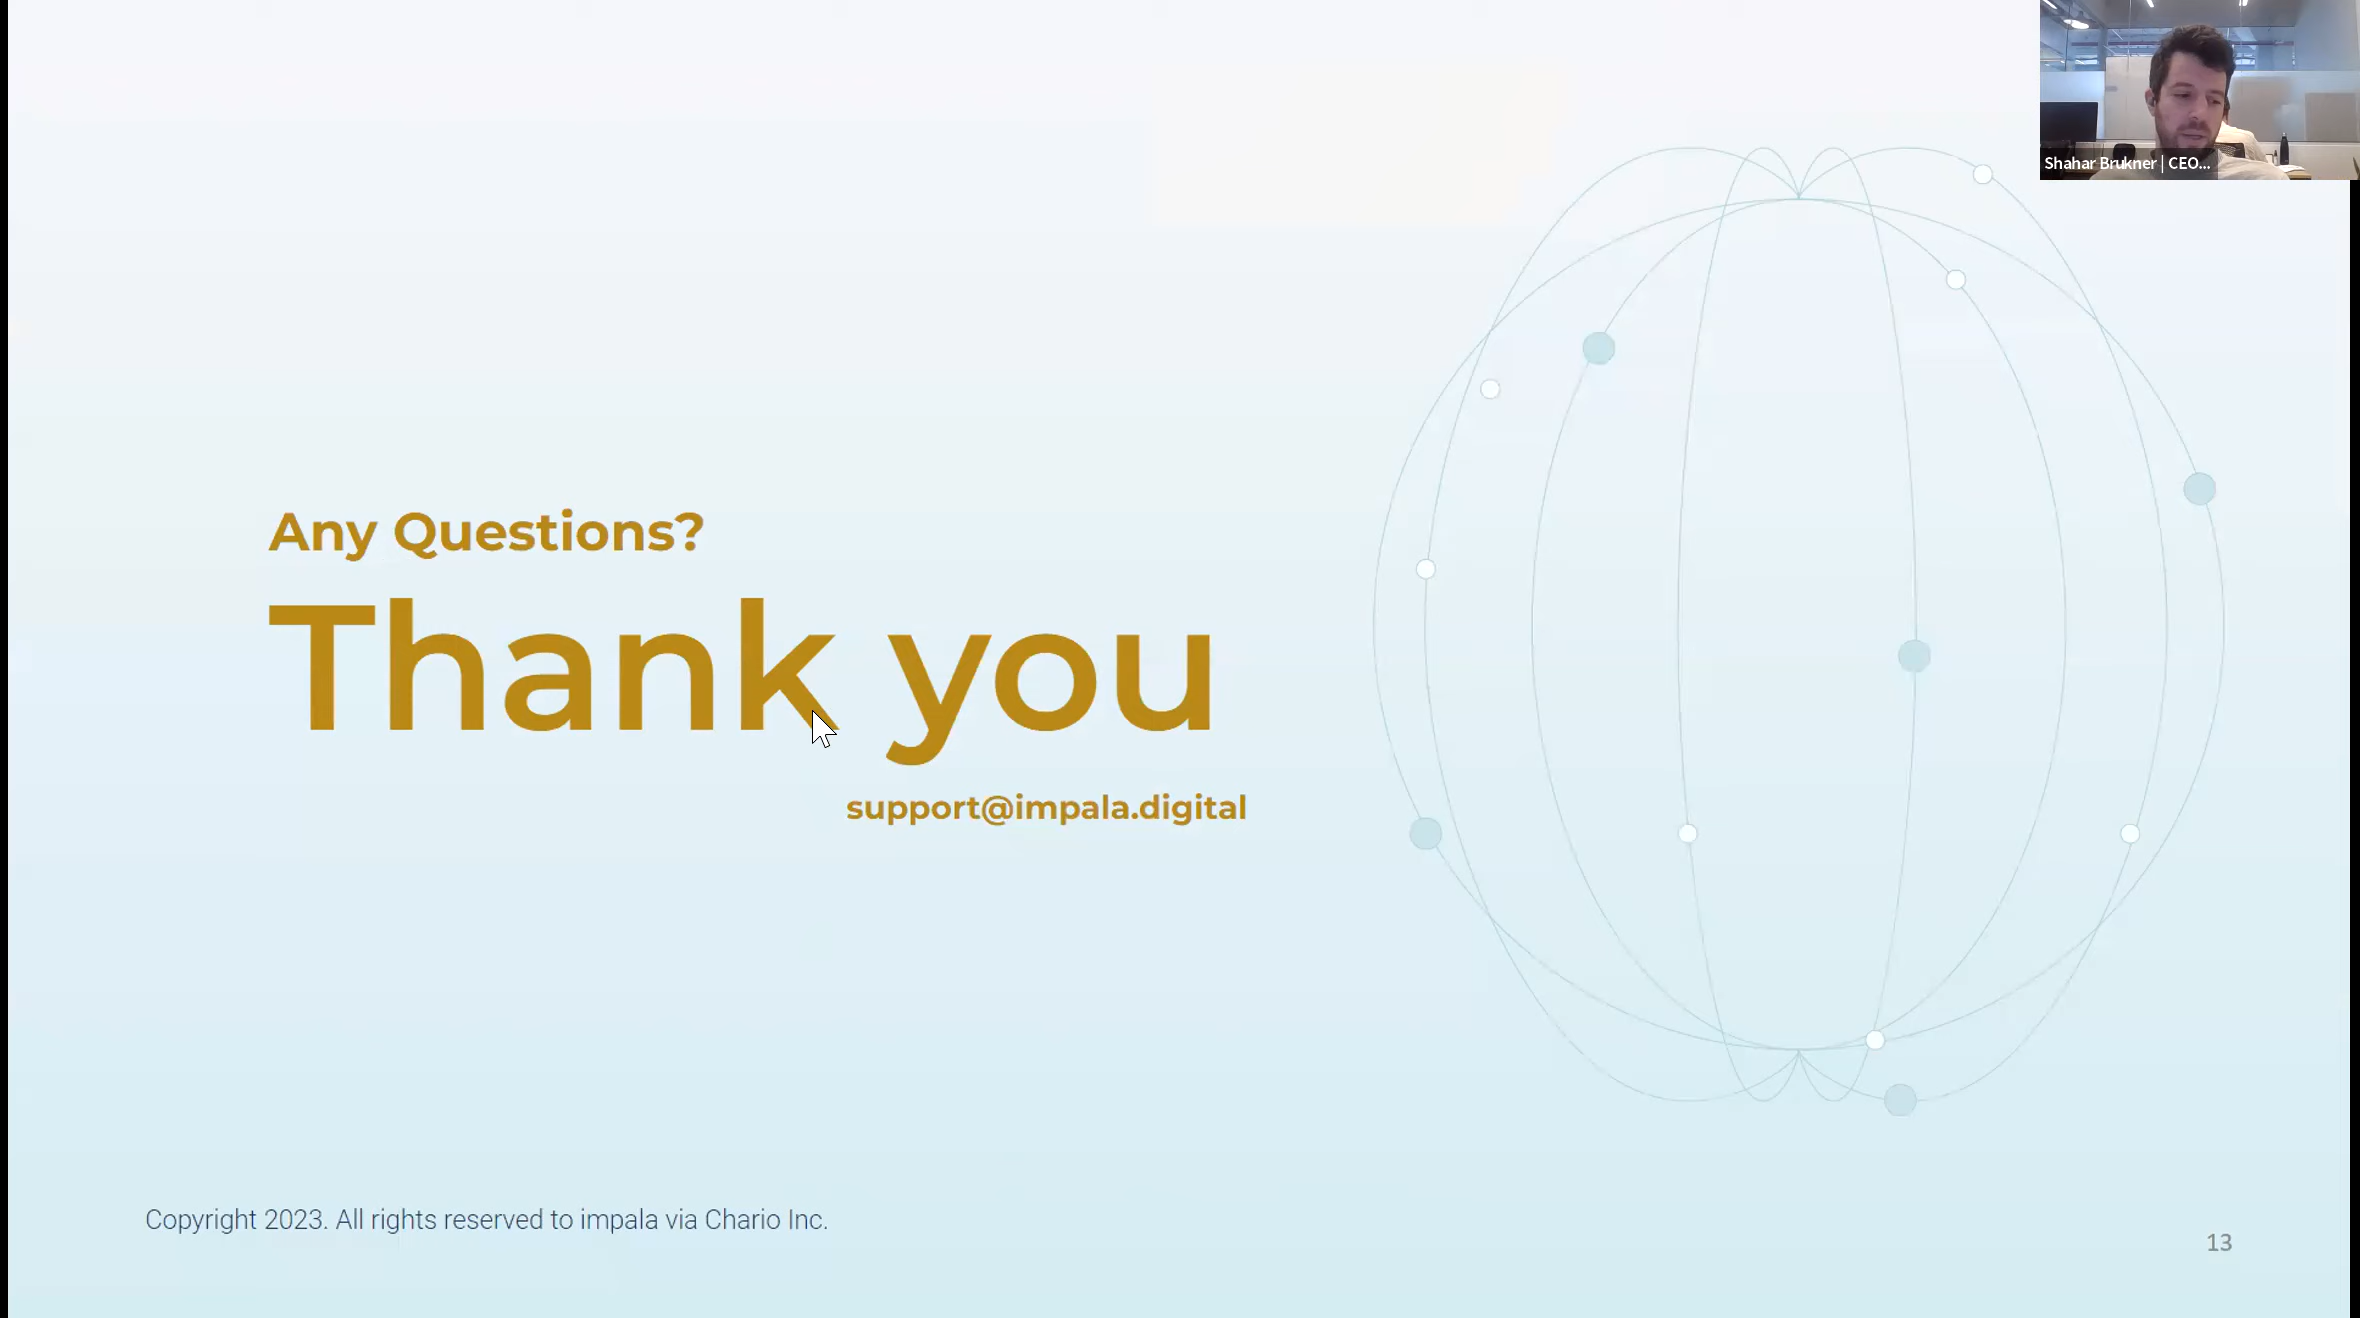 Shahar Brukner | CEO...
Any Questions?
Thank you
support@impala.digital
Copyright 2023. All rights reserved to impala via Chario Inc.
13